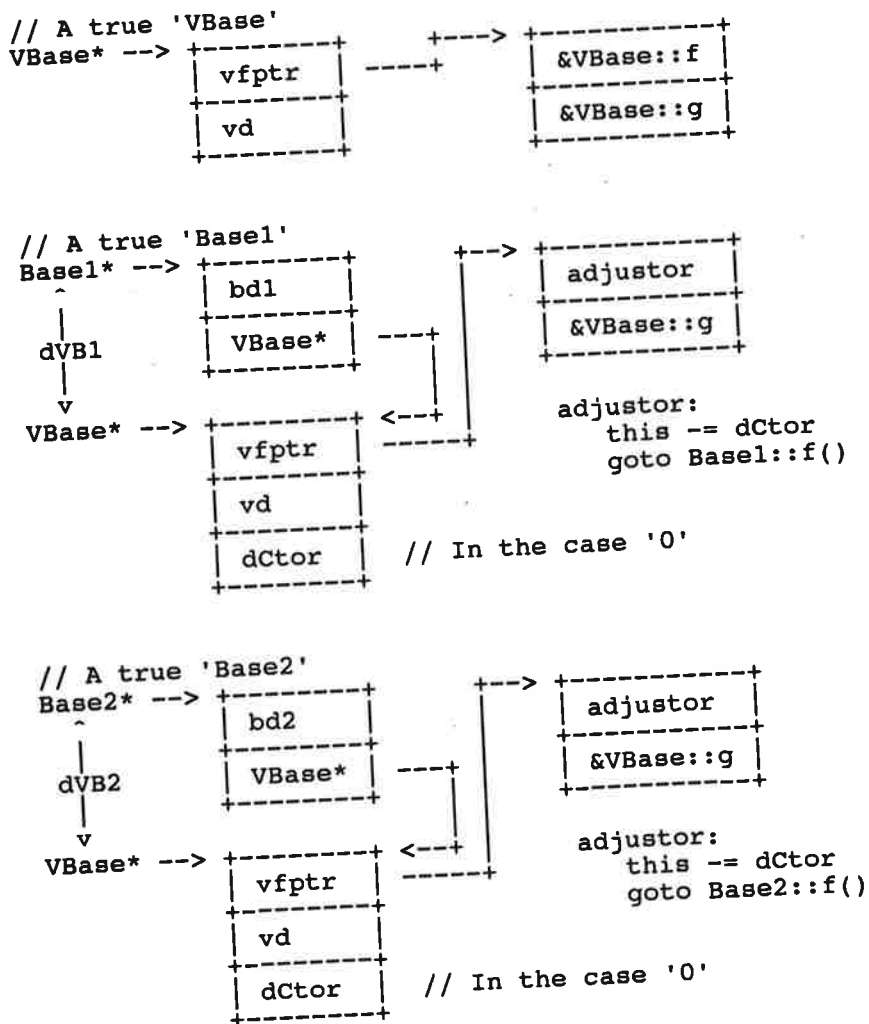 // A true 'VBase'
VBase* --> vfptr ----+ +----> &VBase::f
vd &VBase::g
// A true 'Base1'
Base1* --> bd1 +--> adjustor
dVB1 VBase* ---+ &VBase::g
VBase* --> vfptr <--+ adjustor:
this -= dCtor
goto Base1::f()
vd
dCtor // In the case '0'
// A true 'Base2'
Base2* --> bd2 +--> adjustor
dVB2 VBase* ---+ &VBase::g
VBase* --> vfptr <--+ adjustor:
this -= dCtor
goto Base2::f()
vd
dCtor // In the case '0'